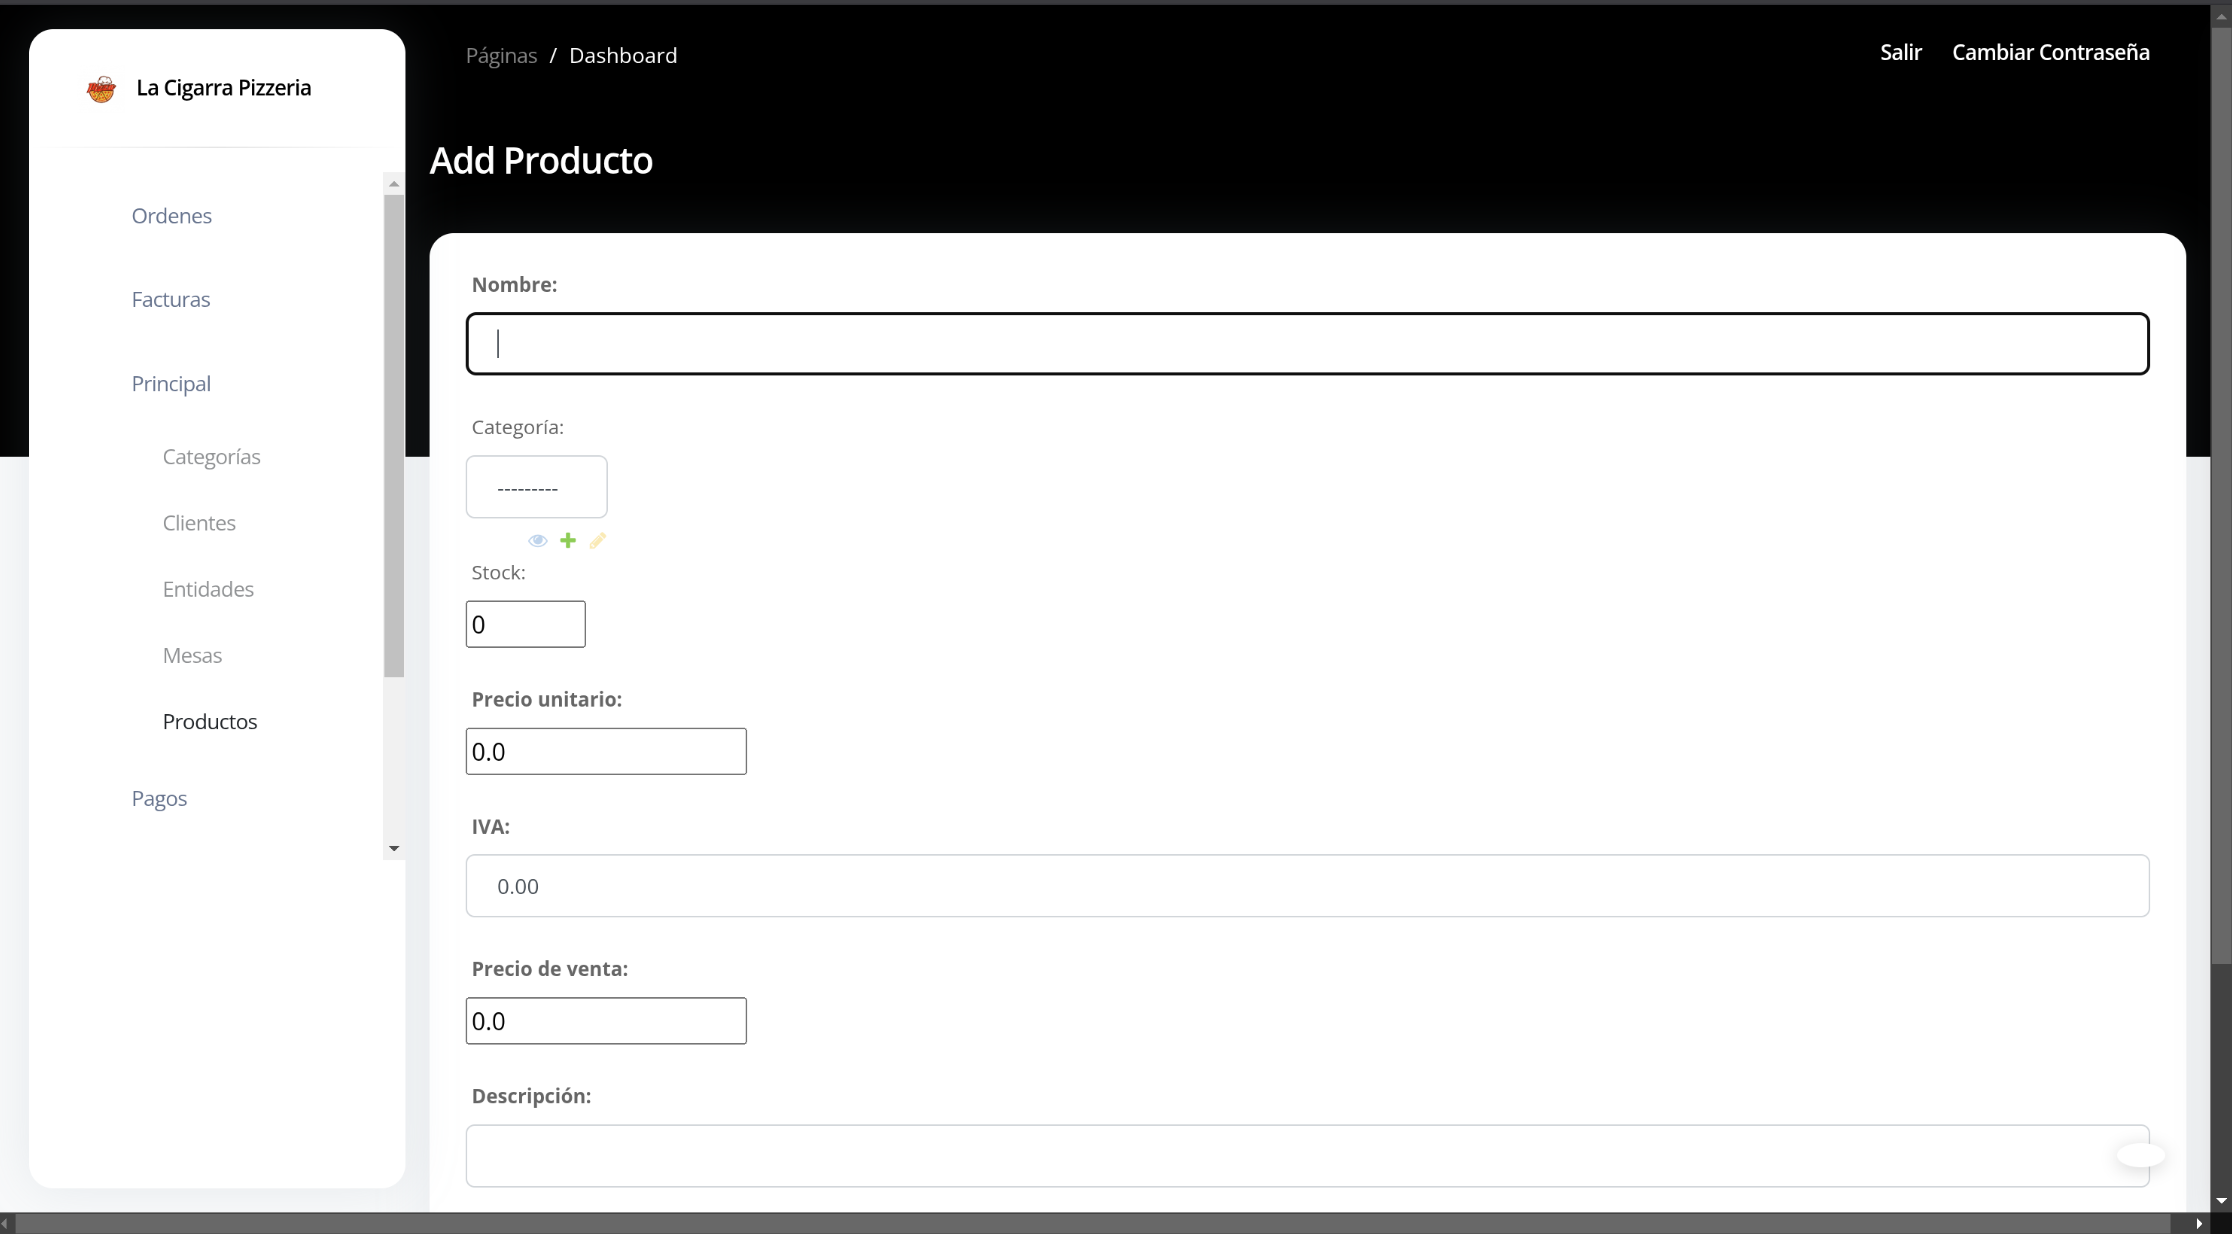 La Cigarra Pizzeria
Ordenes
Facturas
Principal
Categorías
Clientes
Entidades
Mesas
Productos
Pagos
Páginas / Dashboard
Salir Cambiar Contraseña
Add Producto
Nombre:
Categoría:
---------
Stock:
0
Precio unitario:
0.0
IVA:
0.00
Precio de venta:
0.0
Descripción: